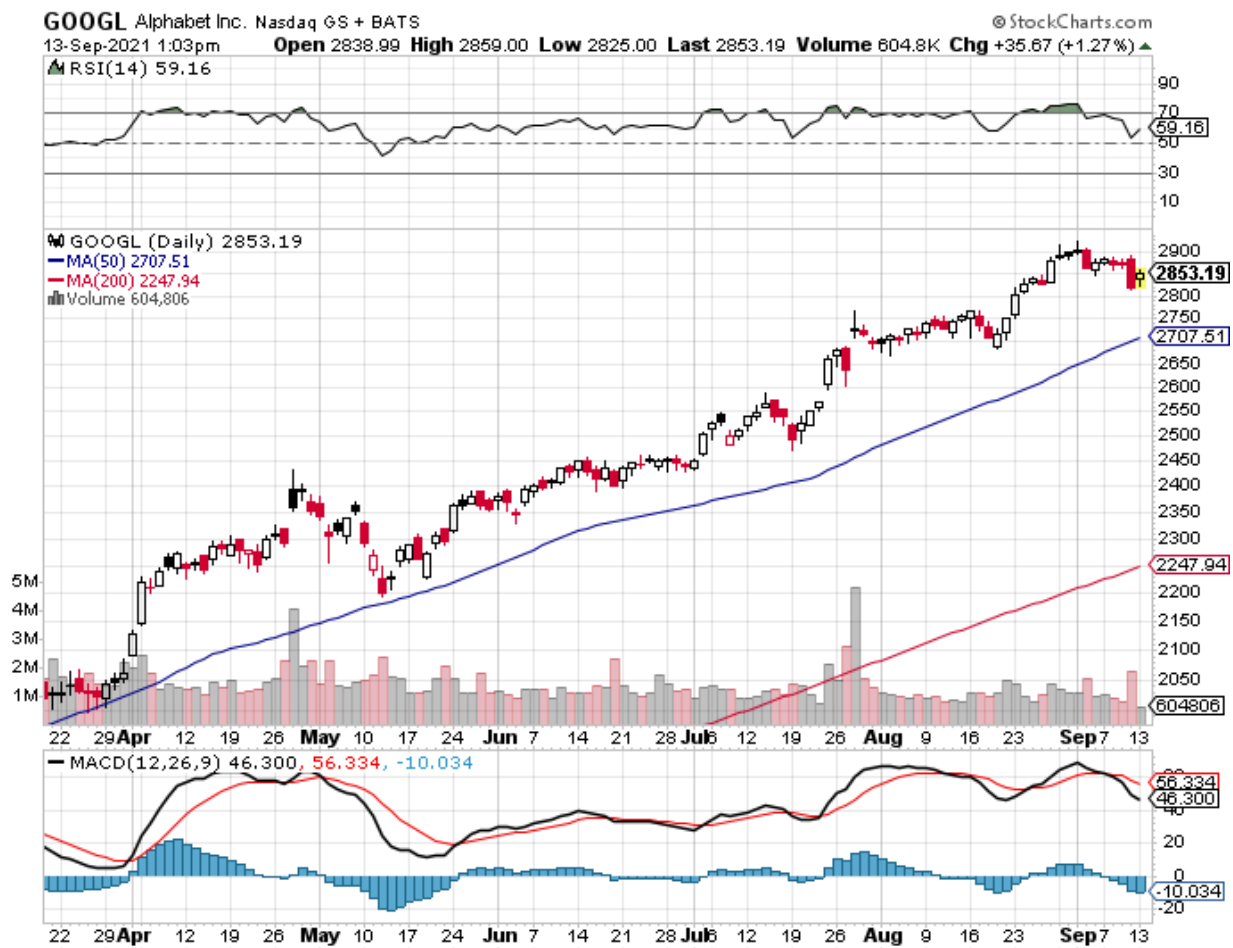 GOOGL Alphabet Inc. Nasdaq GS + BATS
© StockCharts.com
13-Sep-2021 1:03pm Open 2838.99 High 2859.00 Low 2825.00 Last 2853.19 Volume 604.8K Chg +35.67 (+1.27%)
RSI(14) 59.16
90
70
59.16
50
30
10
GOOGL (Daily) 2853.19
MA(50) 2707.51
MA(200) 2247.94
Volume 604,806
2900
2853.19
2800
2750
2707.51
2650
2600
2550
2500
2450
2400
2350
2300
2247.94
2200
2150
2100
2050
604806
5M
4M
3M
2M
1M
22 29 Apr 12 19 26 May 10 17 24 Jun 7 14 21 28 Jul 6 12 19 26 Aug 9 16 23 Sep 7 13
MACD(12,26,9) 46.300, 56.334, -10.034
56.334
46.300
40
20
0
-10.034
-20
22 29 Apr 12 19 26 May 10 17 24 Jun 7 14 21 28 Jul 6 12 19 26 Aug 9 16 23 Sep 7 13